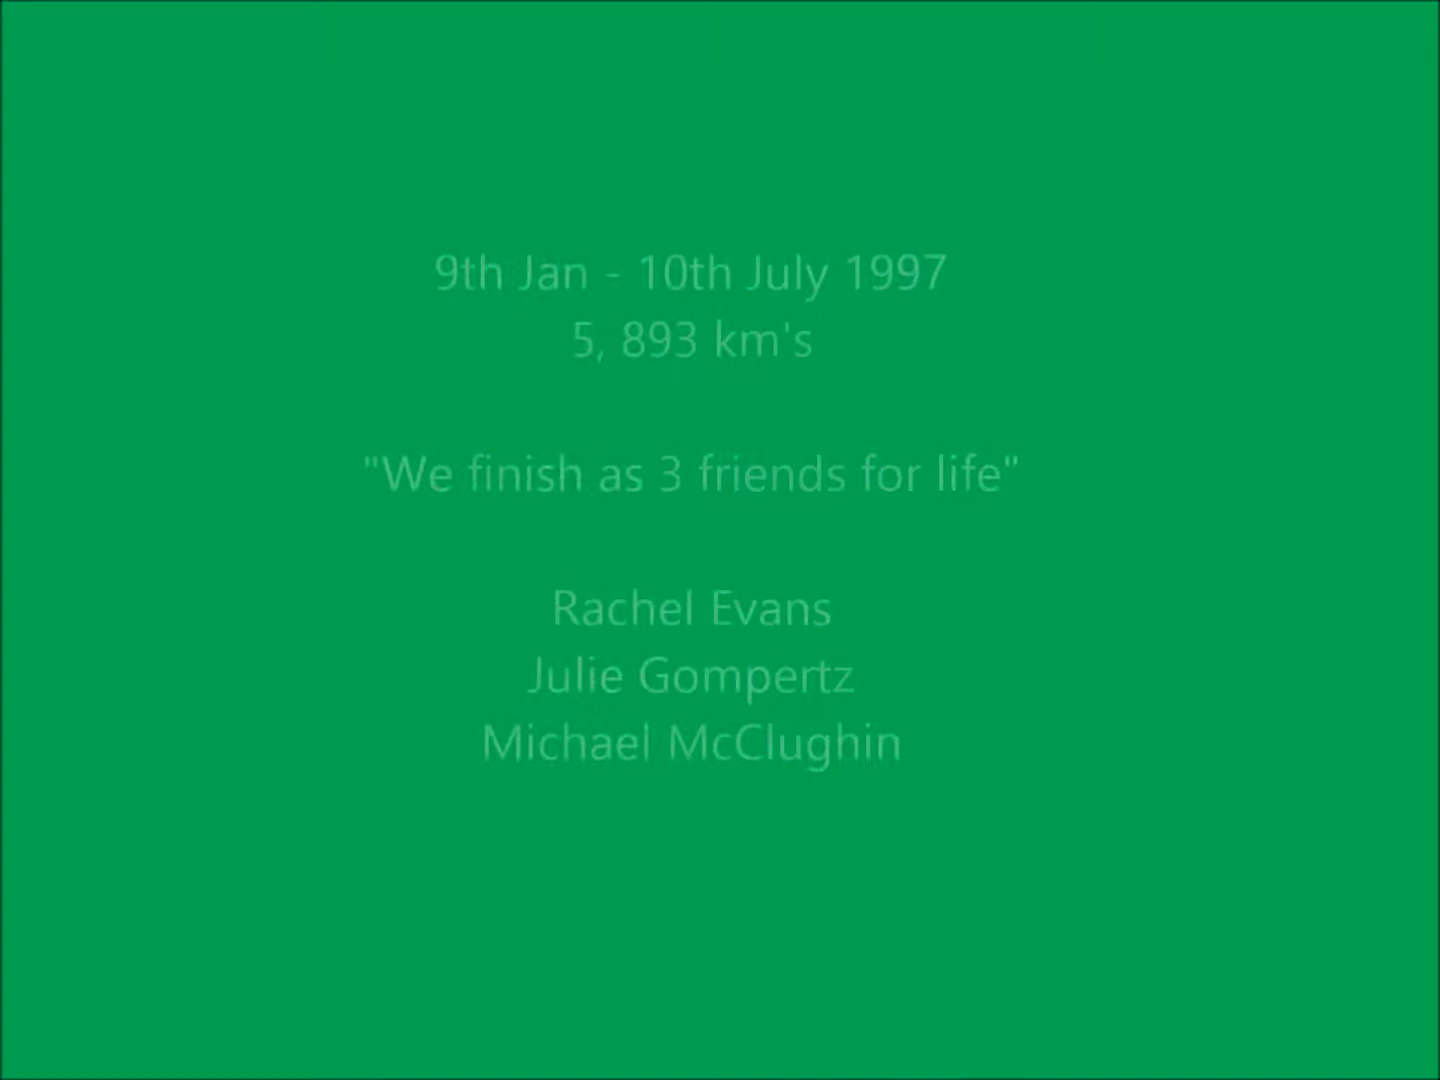 9th Jan - 10th July 1997
5, 893 km's
"We finish as 3 friends for life"
Rachel Evans
Julie Gompertz
Michael McClughin